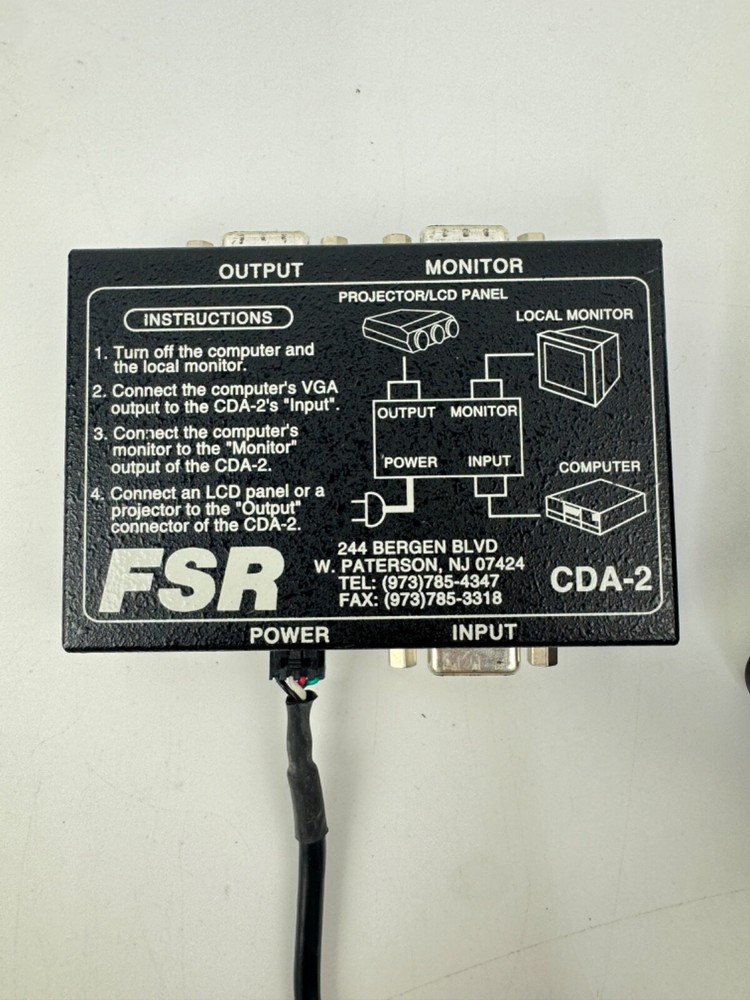 OUTPUT MONITOR
INSTRUCTIONS
1. Turn off the computer and
the local monitor.
2. Connect the computer's VGA
output to the CDA-2's "Input".
3. Connect the computer's
monitor to the "Monitor"
output of the CDA-2.
4. Connect an LCD panel or a
projector to the "Output"
connector of the CDA-2.
PROJECTOR/LCD PANEL
LOCAL MONITOR
OUTPUT MONITOR
POWER INPUT
COMPUTER
FSR
244 BERGEN BLVD
W. PATERSON, NJ 07424
TEL: (973)785-4347
FAX: (973)785-3318
CDA-2
POWER INPUT